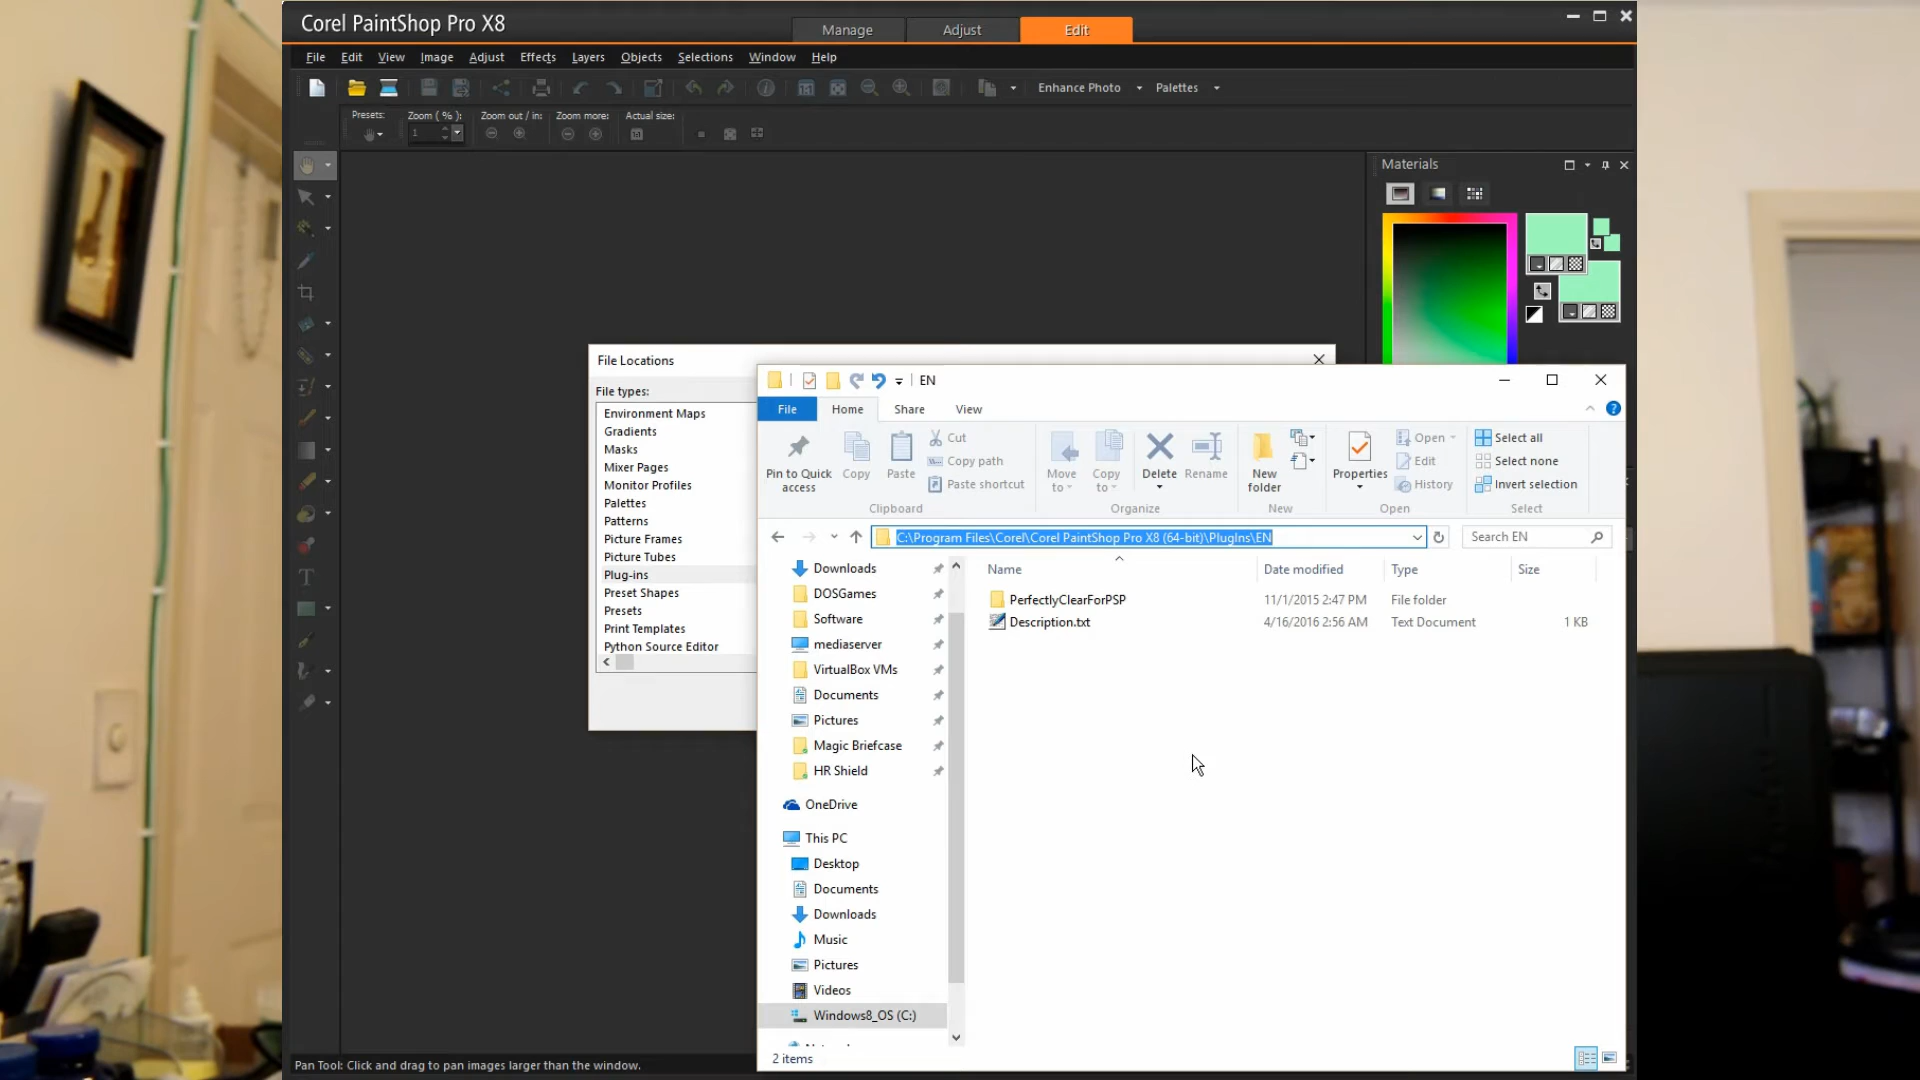 Corel PaintShop Pro X8
Manage
Adjust
Edit
File Edit View Image Adjust Effects Layers Objects Selections Window Help
Enhance Photo
Palettes
Presets:
Zoom ( % ):
Zoom out / in:
Zoom more:
Actual size:
1
Materials
File Locations
File types:
Environment Maps
Gradients
Masks
Mixer Pages
Monitor Profiles
Palettes
Patterns
Picture Frames
Picture Tubes
Plug-ins
Preset Shapes
Presets
Print Templates
Python Source Editor
EN
File
Home
Share
View
Pin to Quick access
Copy
Paste
Cut
Copy path
Paste shortcut
Clipboard
Move to
Copy to
Delete
Rename
Organize
New folder
New
Properties
Open
Edit
History
Open
Select all
Select none
Invert selection
Select
C:\Program Files\Corel\Corel PaintShop Pro X8 (64-bit)\PlugIns\EN
Search EN
Name
Date modified
Type
Size
PerfectlyClearForPSP 11/1/2015 2:47 PM File folder
Description.txt 4/16/2016 2:56 AM Text Document 1 KB
Downloads
DOSGames
Software
mediaserver
VirtualBox VMs
Documents
Pictures
Magic Briefcase
HR Shield
OneDrive
This PC
Desktop
Documents
Downloads
Music
Pictures
Videos
Windows8_OS (C:)
2 items
Pan Tool: Click and drag to pan images larger than the window.